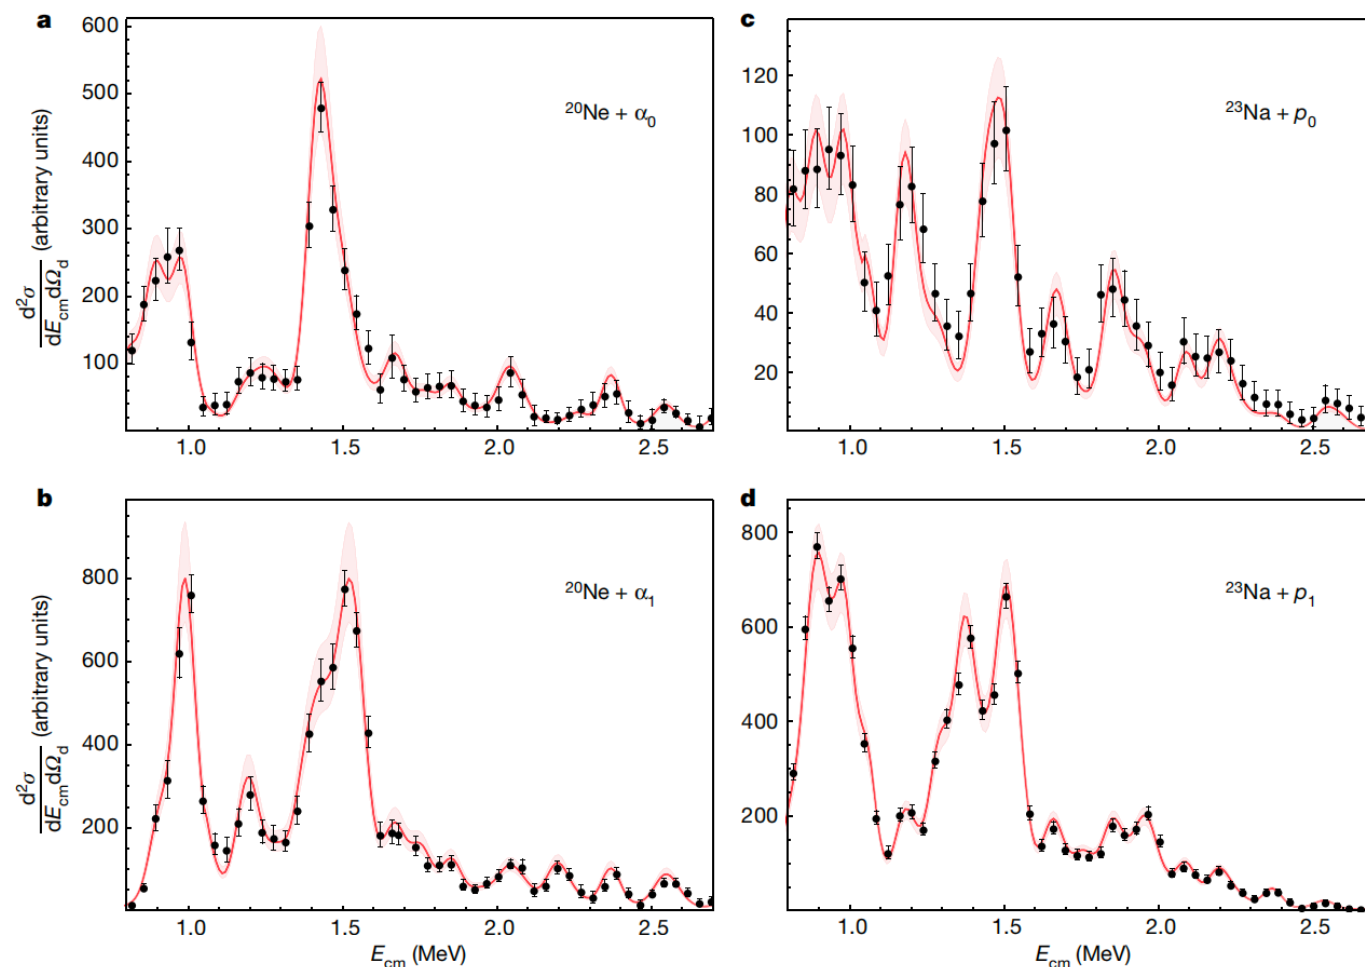 a
600
500
400
300
200
100
²⁰Ne + α₀
1.0 1.5 2.0 2.5
d²σ / dE_cm dΩ_d (arbitrary units)
c
120
100
80
60
40
20
²³Na + p₀
1.0 1.5 2.0 2.5
E_cm (MeV)
b
800
600
400
200
²⁰Ne + α₁
1.0 1.5 2.0 2.5
d²σ / dE_cm dΩ_d (arbitrary units)
E_cm (MeV)
d
800
600
400
200
²³Na + p₁
1.0 1.5 2.0 2.5
E_cm (MeV)